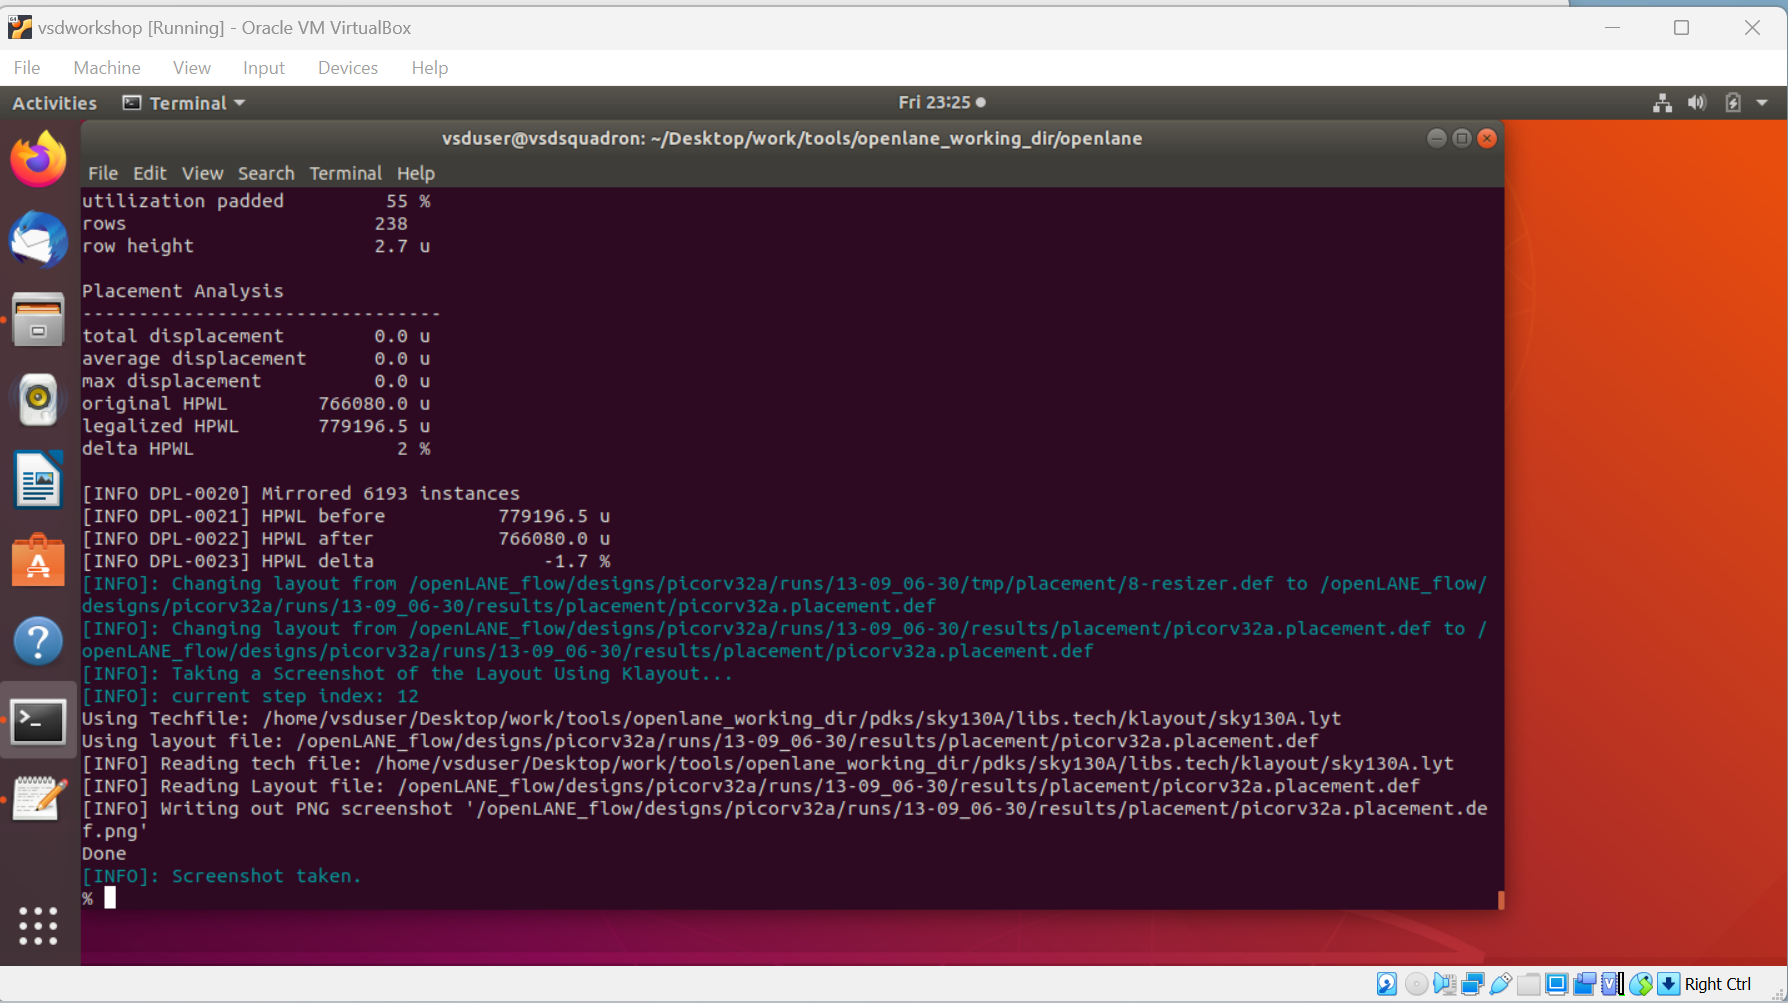 vsdworkshop [Running] - Oracle VM VirtualBox
File Machine View Input Devices Help
Activities Terminal Fri 23:25
vsduser@vsdsquadron: ~/Desktop/work/tools/openlane_working_dir/openlane
File Edit View Search Terminal Help
utilization padded 55 %
rows 238
row height 2.7 u
Placement Analysis
--------------------------------
total displacement 0.0 u
average displacement 0.0 u
max displacement 0.0 u
original HPWL 766080.0 u
legalized HPWL 779196.5 u
delta HPWL 2 %
[INFO DPL-0020] Mirrored 6193 instances
[INFO DPL-0021] HPWL before 779196.5 u
[INFO DPL-0022] HPWL after 766080.0 u
[INFO DPL-0023] HPWL delta -1.7 %
[INFO]: Changing layout from /openLANE_flow/designs/picorv32a/runs/13-09_06-30/tmp/placement/8-resizer.def to /openLANE_flow/
designs/picorv32a/runs/13-09_06-30/results/placement/picorv32a.placement.def
[INFO]: Changing layout from /openLANE_flow/designs/picorv32a/runs/13-09_06-30/results/placement/picorv32a.placement.def to /
openLANE_flow/designs/picorv32a/runs/13-09_06-30/results/placement/picorv32a.placement.def
[INFO]: Taking a Screenshot of the Layout Using Klayout...
[INFO]: current step index: 12
Using Techfile: /home/vsduser/Desktop/work/tools/openlane_working_dir/pdks/sky130A/libs.tech/klayout/sky130A.lyt
Using layout file: /openLANE_flow/designs/picorv32a/runs/13-09_06-30/results/placement/picorv32a.placement.def
[INFO] Reading tech file: /home/vsduser/Desktop/work/tools/openlane_working_dir/pdks/sky130A/libs.tech/klayout/sky130A.lyt
[INFO] Reading Layout file: /openLANE_flow/designs/picorv32a/runs/13-09_06-30/results/placement/picorv32a.placement.def
[INFO] Writing out PNG screenshot '/openLANE_flow/designs/picorv32a/runs/13-09_06-30/results/placement/picorv32a.placement.de
f.png'
Done
[INFO]: Screenshot taken.
%
Right Ctrl